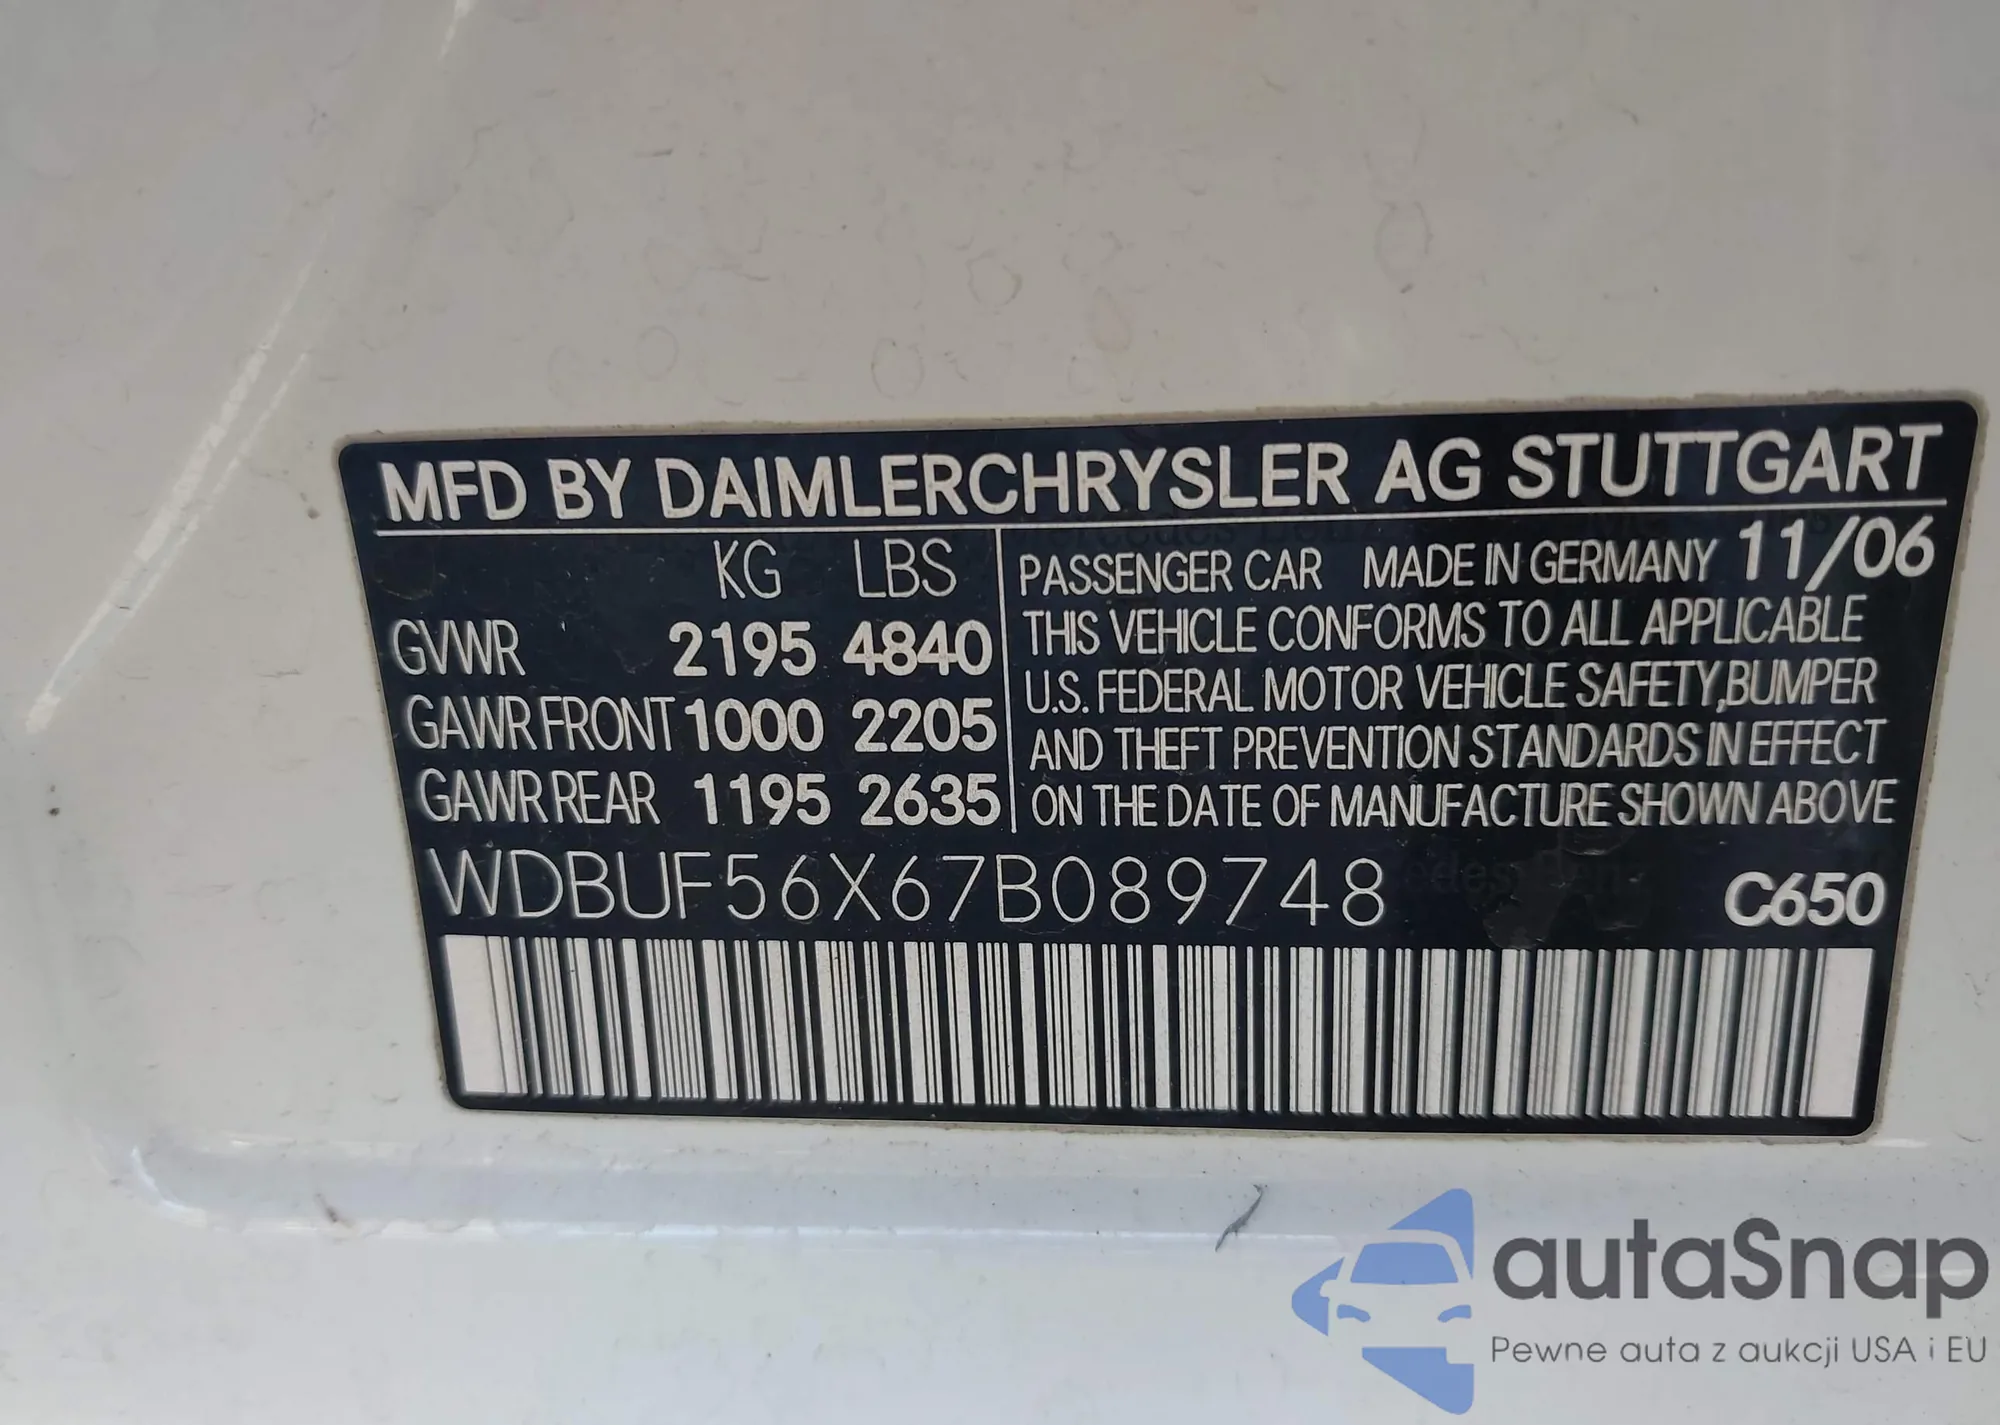 MFD BY DAIMLERCHRYSLER AG STUTTGART
KG LBS
GVWR 2195 4840
GAWR FRONT 1000 2205
GAWR REAR 1195 2635
PASSENGER CAR MADE IN GERMANY 11/06
THIS VEHICLE CONFORMS TO ALL APPLICABLE
U.S. FEDERAL MOTOR VEHICLE SAFETY, BUMPER
AND THEFT PREVENTION STANDARDS IN EFFECT
ON THE DATE OF MANUFACTURE SHOWN ABOVE
WDBUF56X67B089748 C650
autaSnap
Pewne auta z aukcji USA i EU